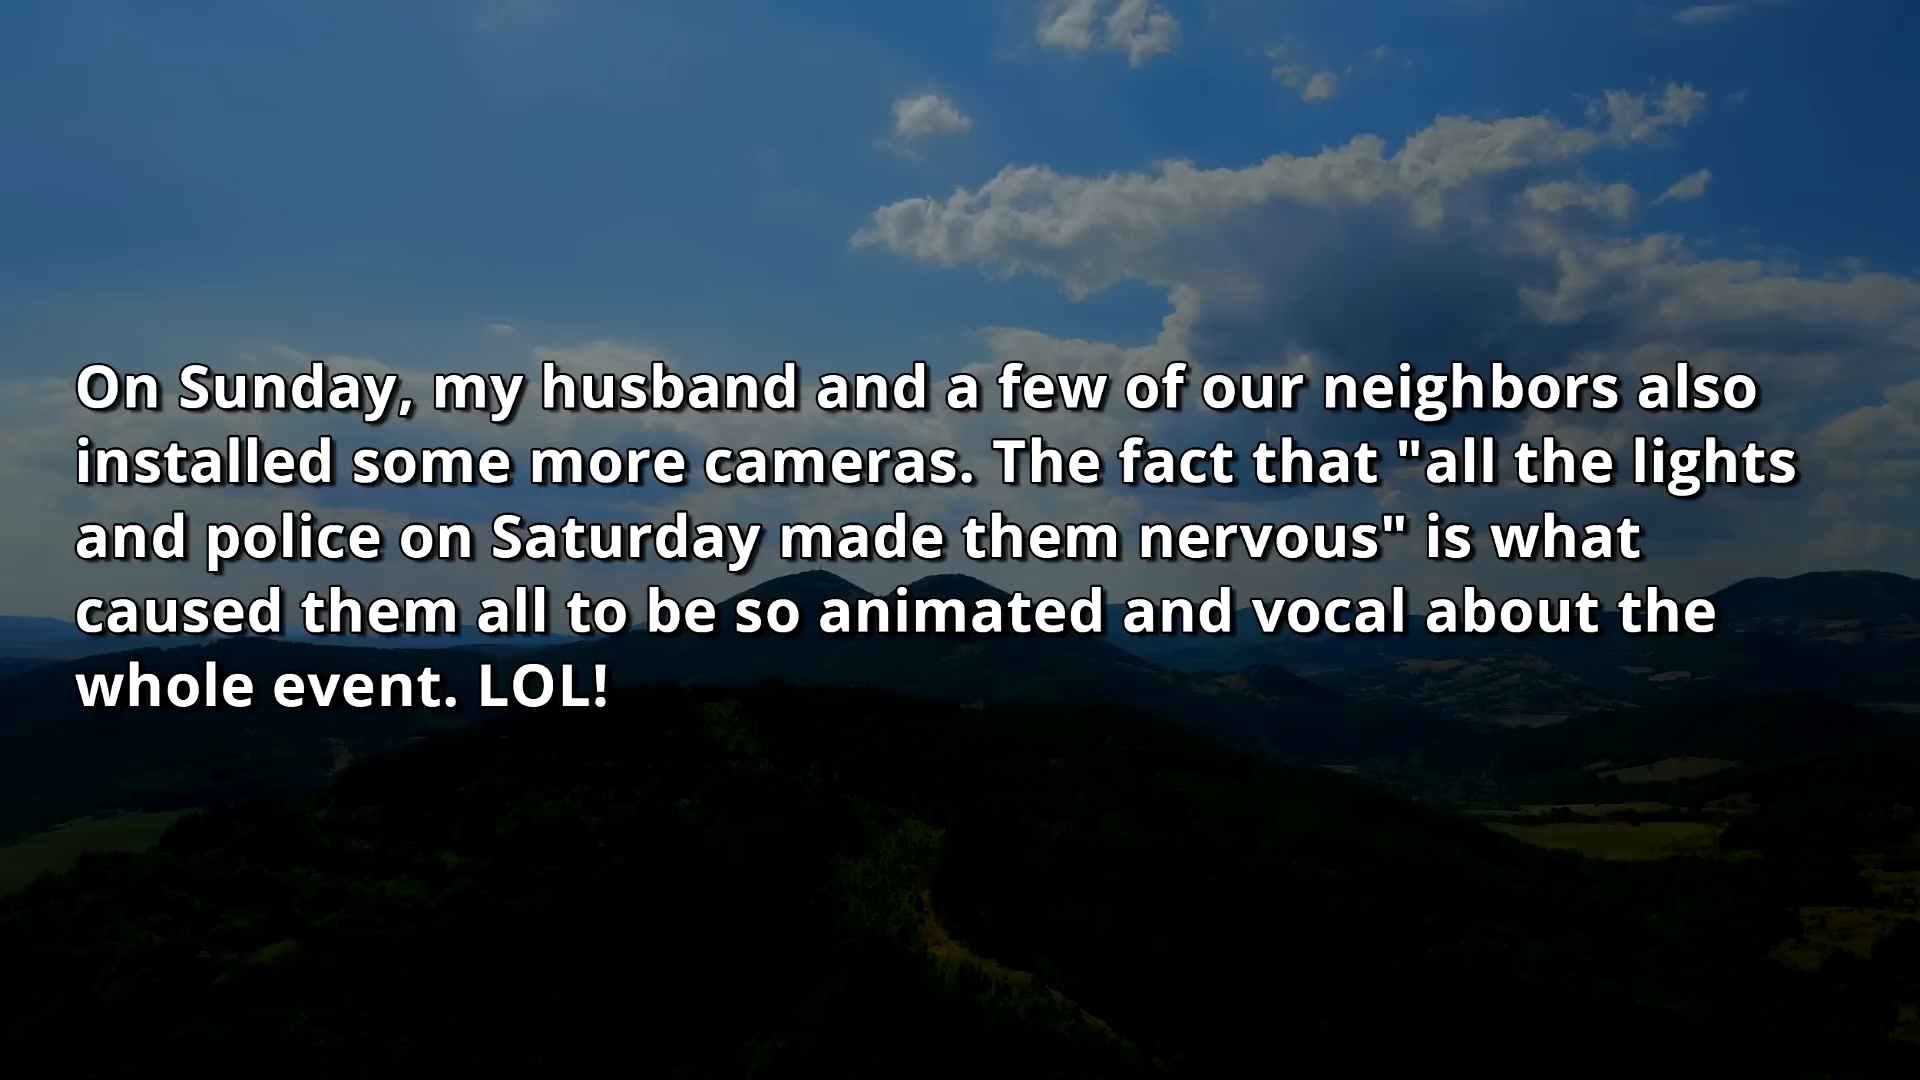 On Sunday, my husband and a few of our neighbors also
installed some more cameras. The fact that "all the lights
and police on Saturday made them nervous" is what
caused them all to be so animated and vocal about the
whole event. LOL!